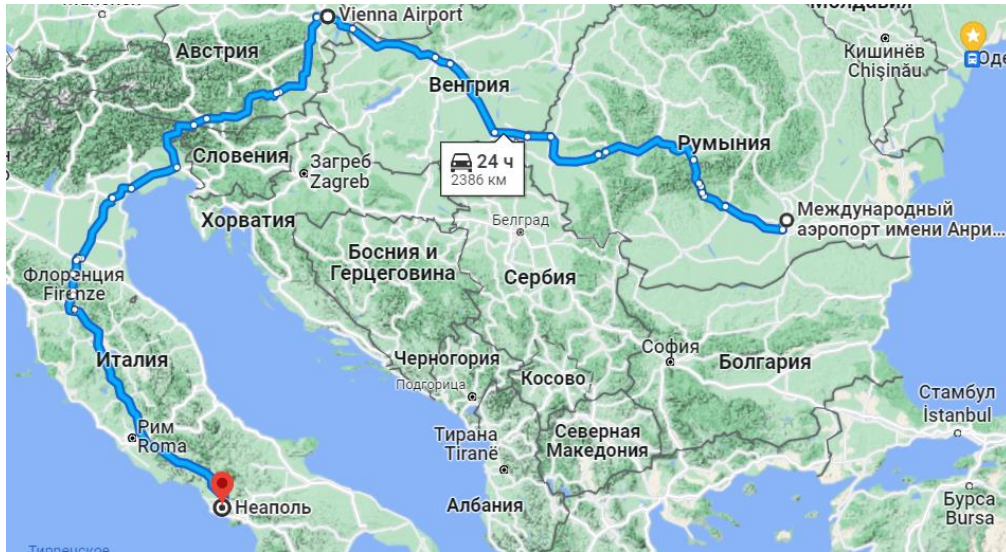 Vienna Airport
Австрия
Кишинёв
Chișinău
Венгрия
24 ч
2386 км
Румыния
Словения
Загреб
Zagreb
Международный
аэропорт имени Анри...
Хорватия
Белград
Босния и
Герцеговина
Сербия
Флоренция
Firenze
Италия
Черногория
Подгорица
Косово
София
Болгария
Стамбул
İstanbul
Рим
Roma
Тирана
Tiranë
Северная
Македония
Неаполь
Албания
Бурса
Bursa